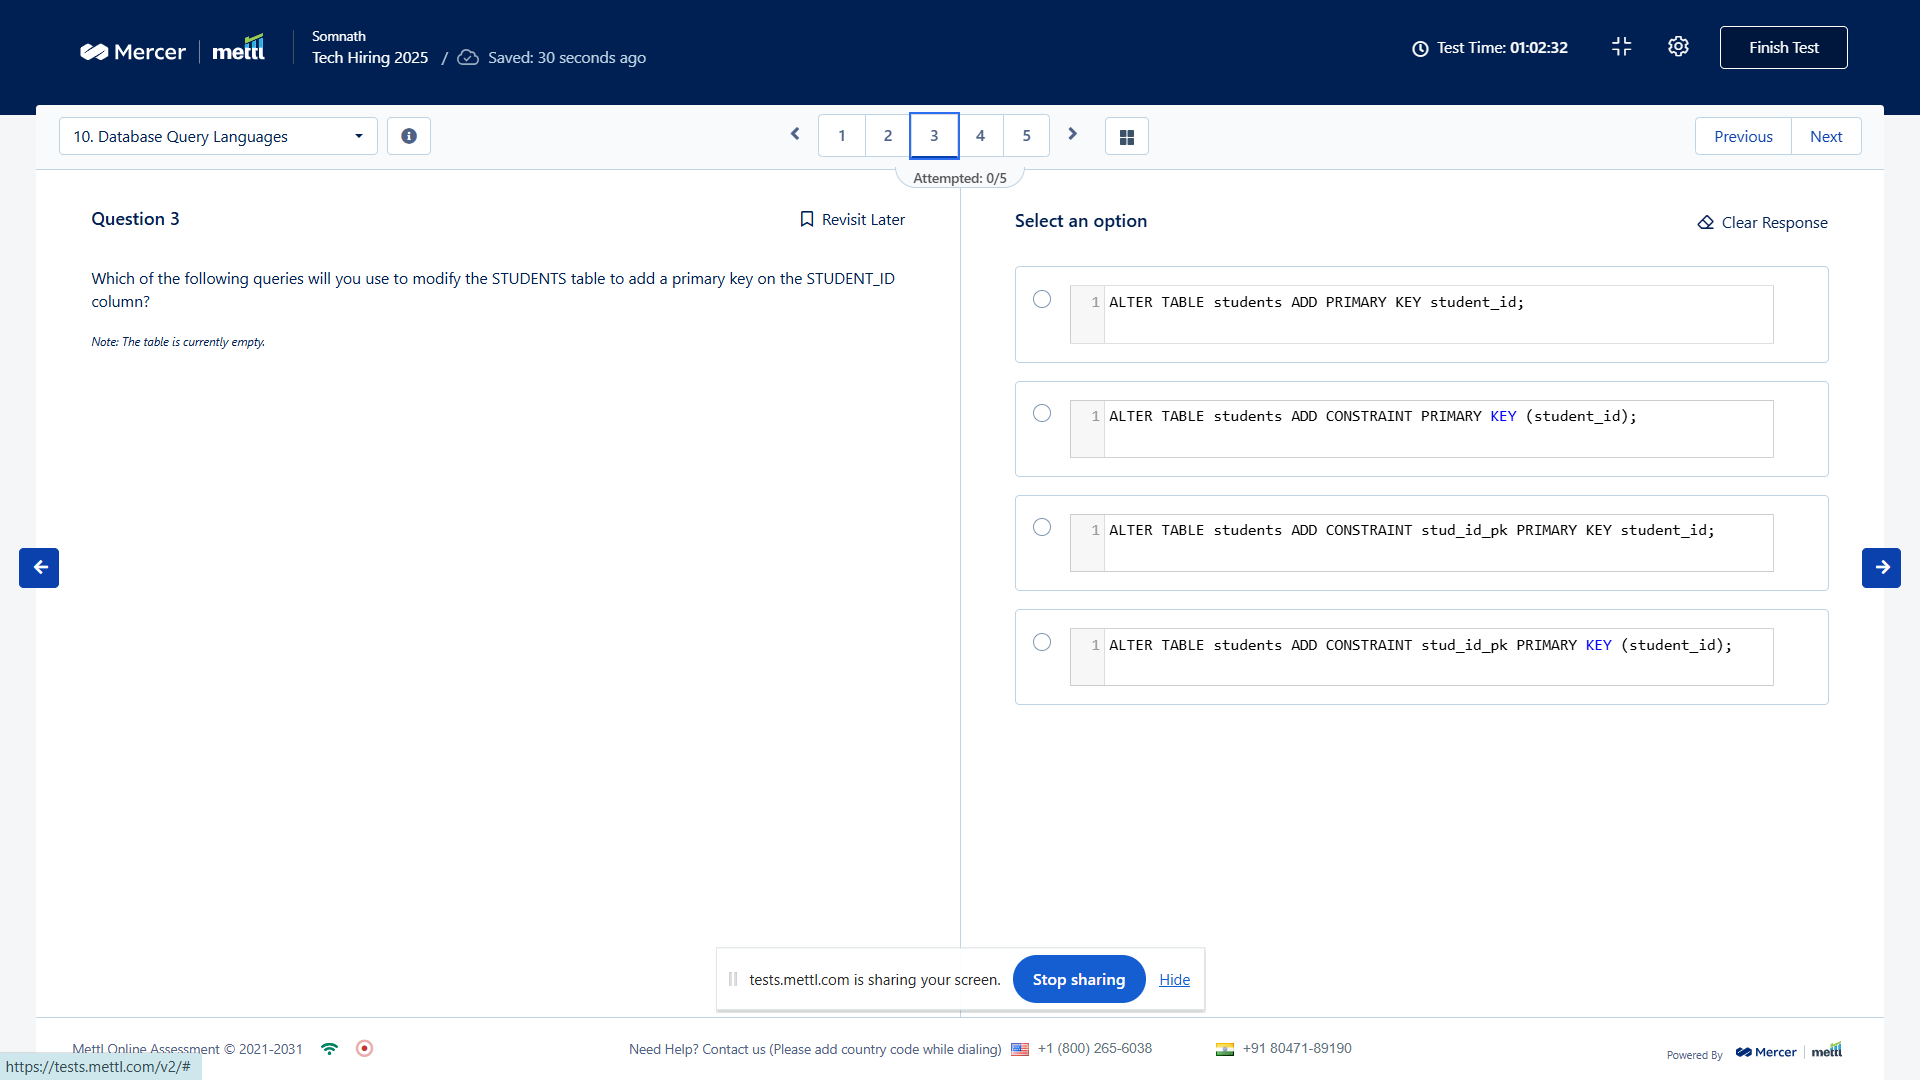 Mercer
mettl
Somnath
Tech Hiring 2025 / Saved: 30 seconds ago
Test Time: 01:02:32
Finish Test
10. Database Query Languages
1 2 3 4 5
Previous Next
Attempted: 0/5
Question 3
Revisit Later
Which of the following queries will you use to modify the STUDENTS table to add a primary key on the STUDENT_ID
column?
Note: The table is currently empty.
Select an option
Clear Response
1 ALTER TABLE students ADD PRIMARY KEY student_id;
1 ALTER TABLE students ADD CONSTRAINT PRIMARY KEY (student_id);
1 ALTER TABLE students ADD CONSTRAINT stud_id_pk PRIMARY KEY student_id;
1 ALTER TABLE students ADD CONSTRAINT stud_id_pk PRIMARY KEY (student_id);
tests.mettl.com is sharing your screen. Stop sharing Hide
Mettl Online Assessment © 2021-2031
Need Help? Contact us (Please add country code while dialing) +1 (800) 265-6038 +91 80471-89190
Powered By Mercer mettl
https://tests.mettl.com/v2/#